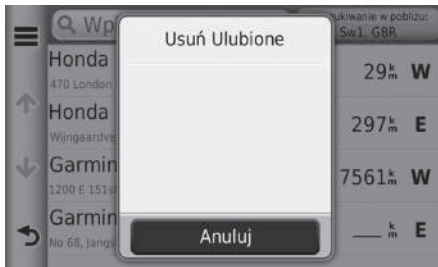 Wp
ukiwanie w pobliżu:
Sw1, GBR
Usuń Ulubione
Honda
470 London
29 km W
Honda
Wijngaardve
297 km E
Garmin
1200 E 151s
7561 km W
Garmin
No 68, Jangs
__ km E
Anuluj